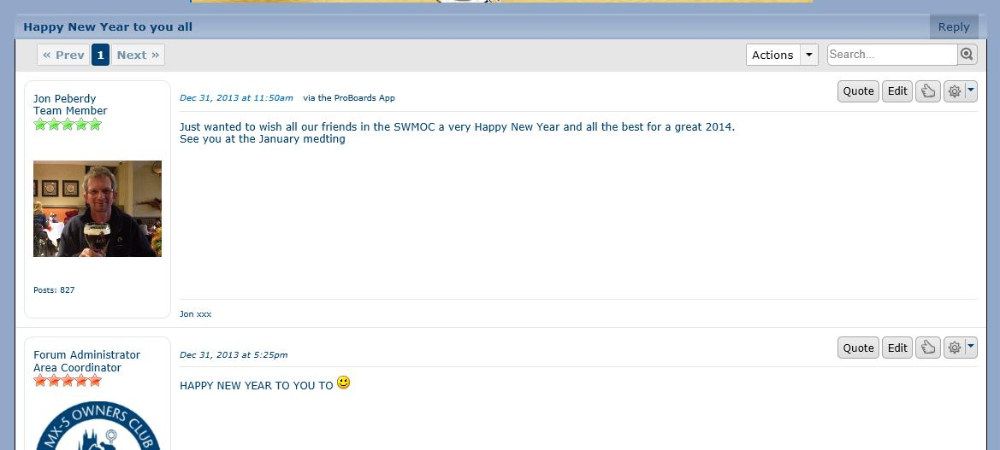 Happy New Year to you all
Reply
« Prev 1 Next »
Actions
Search...
Jon Peberdy
Team Member
Posts: 827
Dec 31, 2013 at 11:50am via the ProBoards App
Quote Edit
Just wanted to wish all our friends in the SWMOC a very Happy New Year and all the best for a great 2014.
See you at the January medting
Jon xxx
Forum Administrator
Area Coordinator
MX-5 OWNERS CLUB
Dec 31, 2013 at 5:25pm
Quote Edit
HAPPY NEW YEAR TO YOU TO